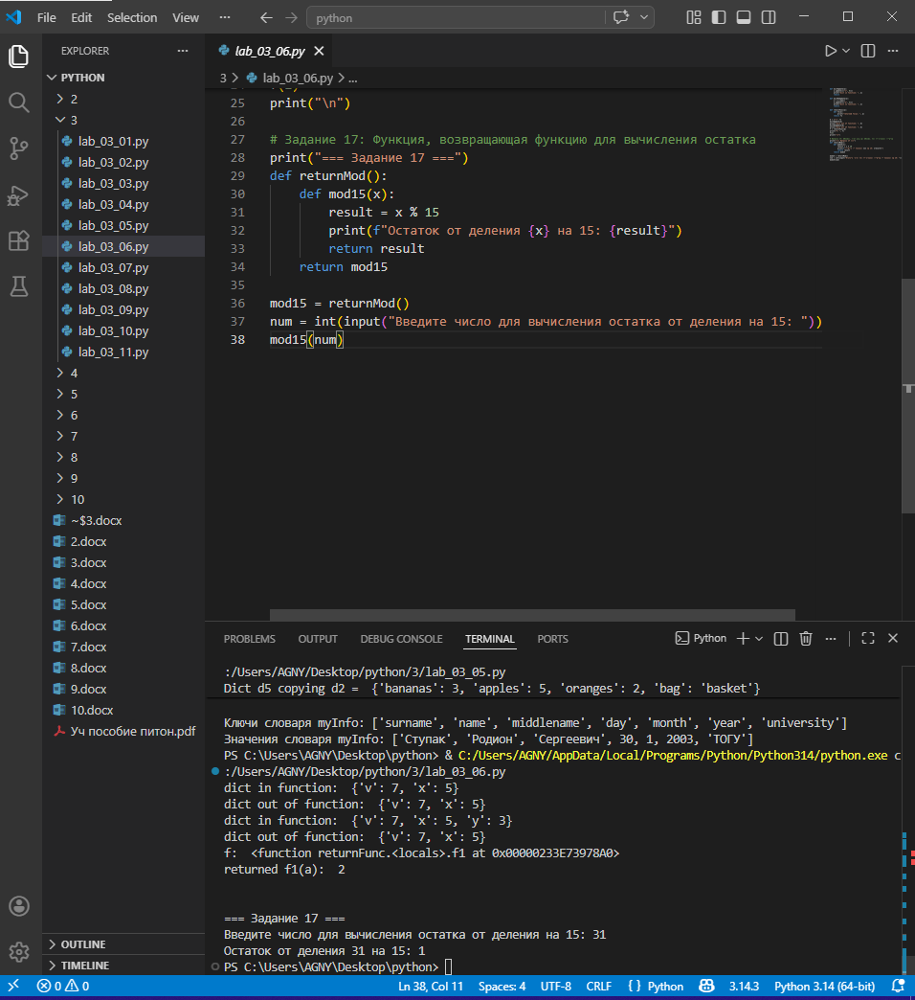 File Edit Selection View ··· python
EXPLORER ···
PYTHON
2
3
lab_03_01.py
lab_03_02.py
lab_03_03.py
lab_03_04.py
lab_03_05.py
lab_03_06.py
lab_03_07.py
lab_03_08.py
lab_03_09.py
lab_03_10.py
lab_03_11.py
4
5
6
7
8
9
10
~$3.docx
2.docx
3.docx
4.docx
5.docx
6.docx
7.docx
8.docx
9.docx
10.docx
Уч пособие питон.pdf
OUTLINE
TIMELINE
lab_03_06.py
3 > lab_03_06.py > ...
25 print("\n")
26
27 # Задание 17: Функция, возвращающая функцию для вычисления остатка
28 print("=== Задание 17 ===")
29 def returnMod():
30 def mod15(x):
31 result = x % 15
32 print(f"Остаток от деления {x} на 15: {result}")
33 return result
34 return mod15
35
36 mod15 = returnMod()
37 num = int(input("Введите число для вычисления остатка от деления на 15: "))
38 mod15(num)
PROBLEMS OUTPUT DEBUG CONSOLE TERMINAL PORTS Python
:/Users/AGNY/Desktop/python/3/lab_03_05.py
Dict d5 copying d2 =  {'bananas': 3, 'apples': 5, 'oranges': 2, 'bag': 'basket'}
Ключи словаря myInfo: ['surname', 'name', 'middlename', 'day', 'month', 'year', 'university']
Значения словаря myInfo: ['Ступак', 'Родион', 'Сергеевич', 30, 1, 2003, 'ТОГУ']
PS C:\Users\AGNY\Desktop\python> & C:/Users/AGNY/AppData/Local/Programs/Python/Python314/python.exe c
:/Users/AGNY/Desktop/python/3/lab_03_06.py
dict in function:  {'v': 7, 'x': 5}
dict out of function:  {'v': 7, 'x': 5}
dict in function:  {'v': 7, 'x': 5, 'y': 3}
dict out of function:  {'v': 7, 'x': 5}
f:  <function returnFunc.<locals>.f1 at 0x00000233E73978A0>
returned f1(a):  2
=== Задание 17 ===
Введите число для вычисления остатка от деления на 15: 31
Остаток от деления 31 на 15: 1
PS C:\Users\AGNY\Desktop\python>
0 0 Ln 38, Col 11 Spaces: 4 UTF-8 CRLF { } Python 3.14.3 Python 3.14 (64-bit)